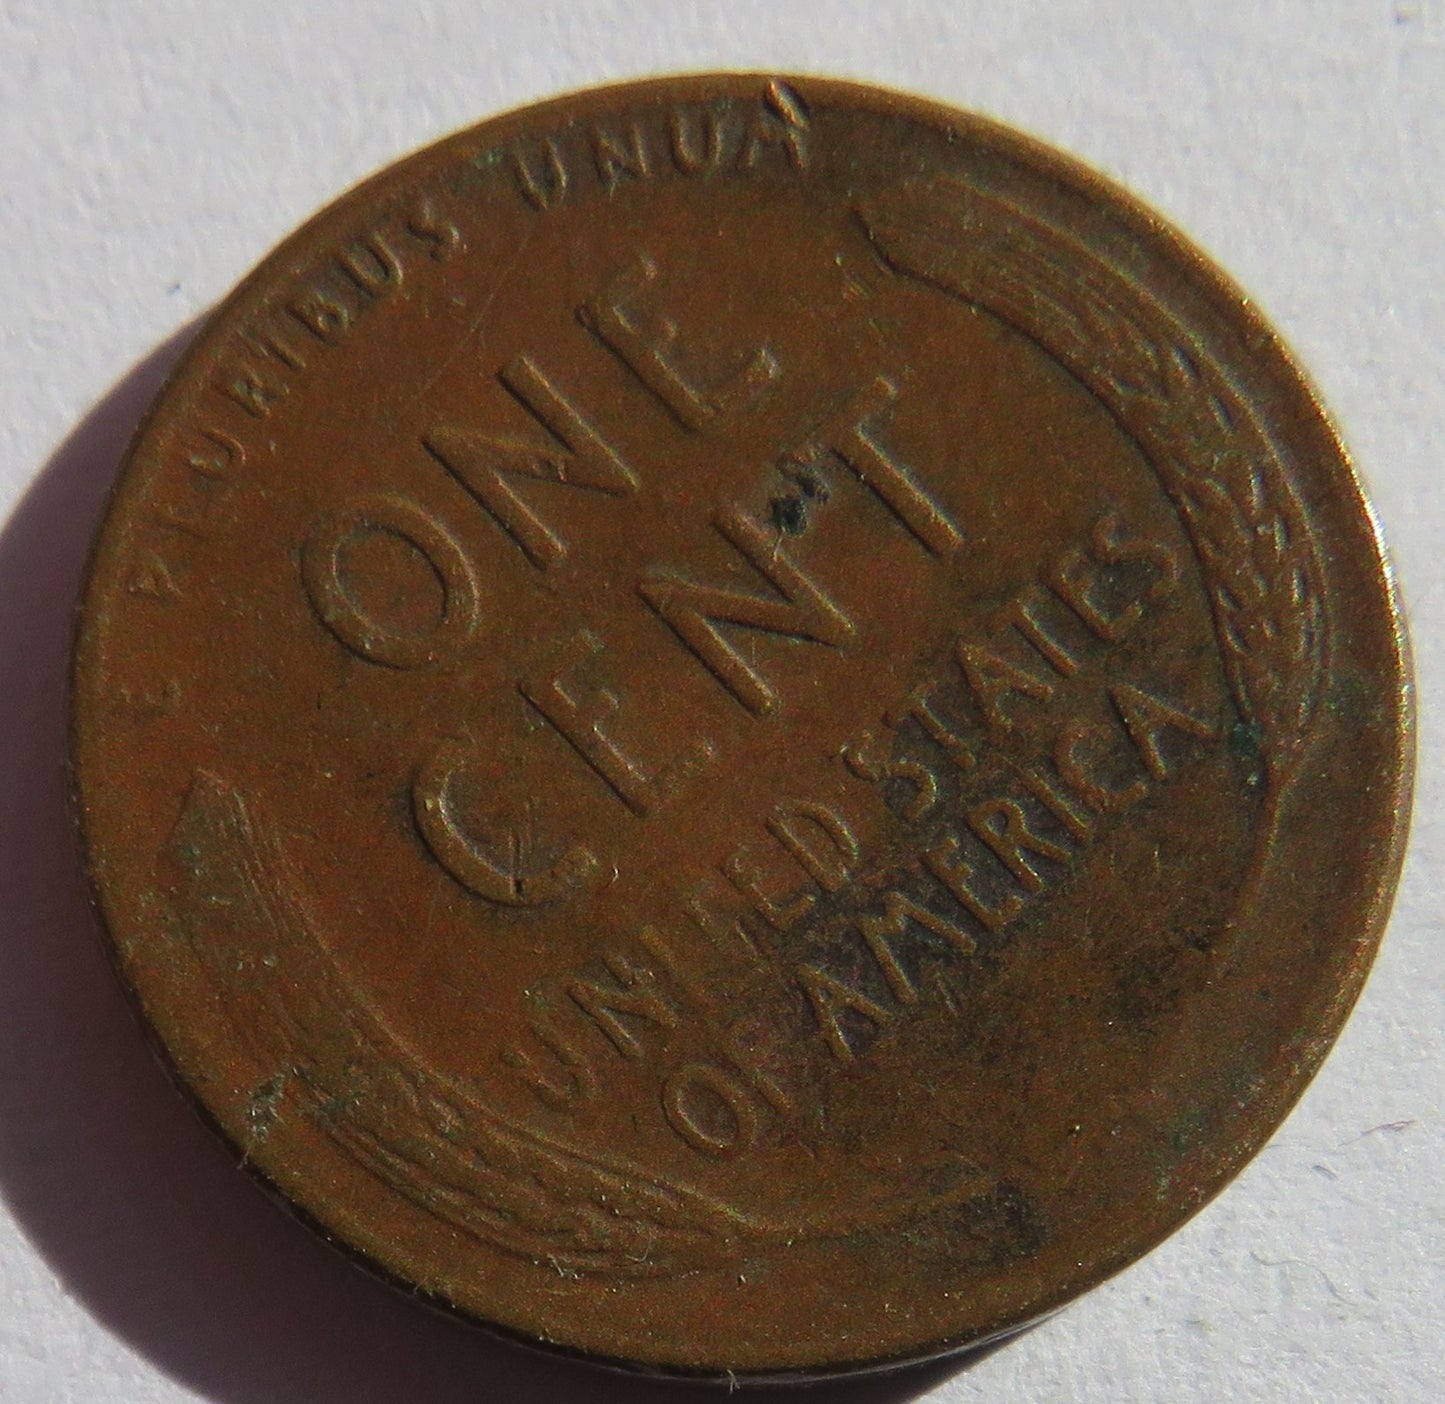 E PLURIBUS UNUM
ONE
CENT
UNITED STATES
OF AMERICA